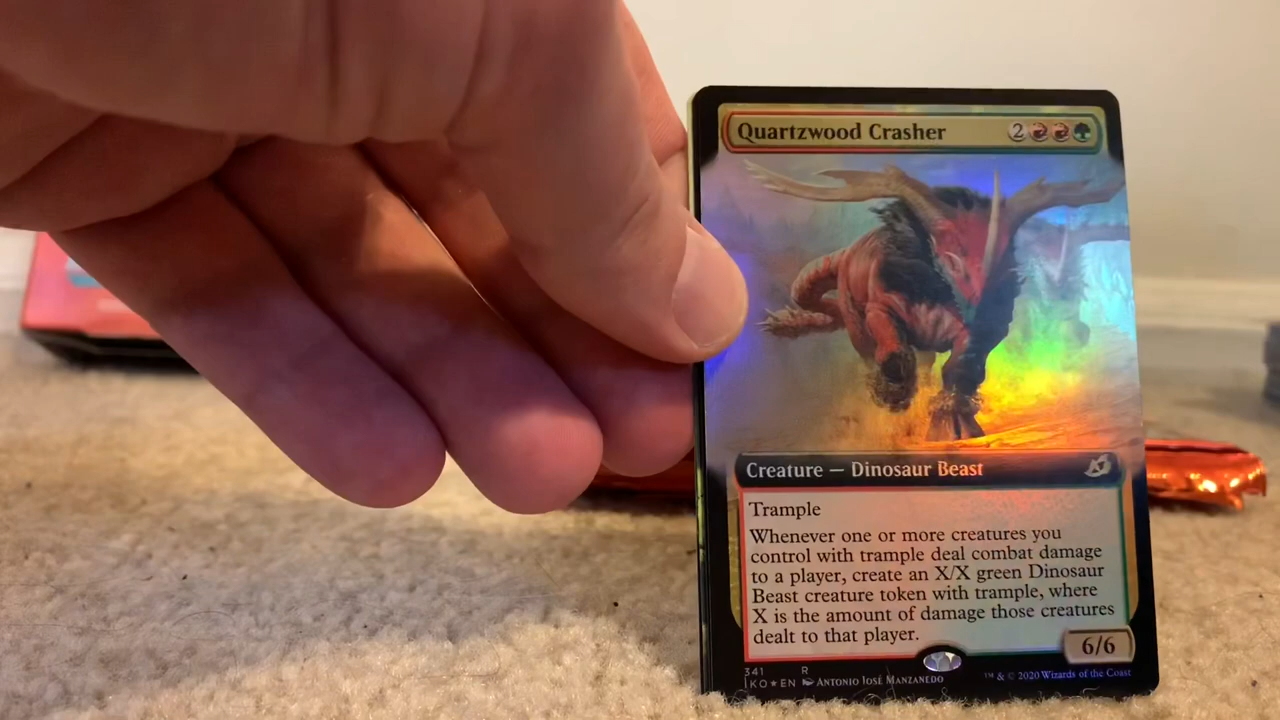 Quartzwood Crasher 2
Creature — Dinosaur Beast
Trample
Whenever one or more creatures you
control with trample deal combat damage
to a player, create an X/X green Dinosaur
Beast creature token with trample, where
X is the amount of damage those creatures
dealt to that player.
6/6
341 R
IKO★EN Antonio José Manzanedo
™ & © 2020 Wizards of the Coast